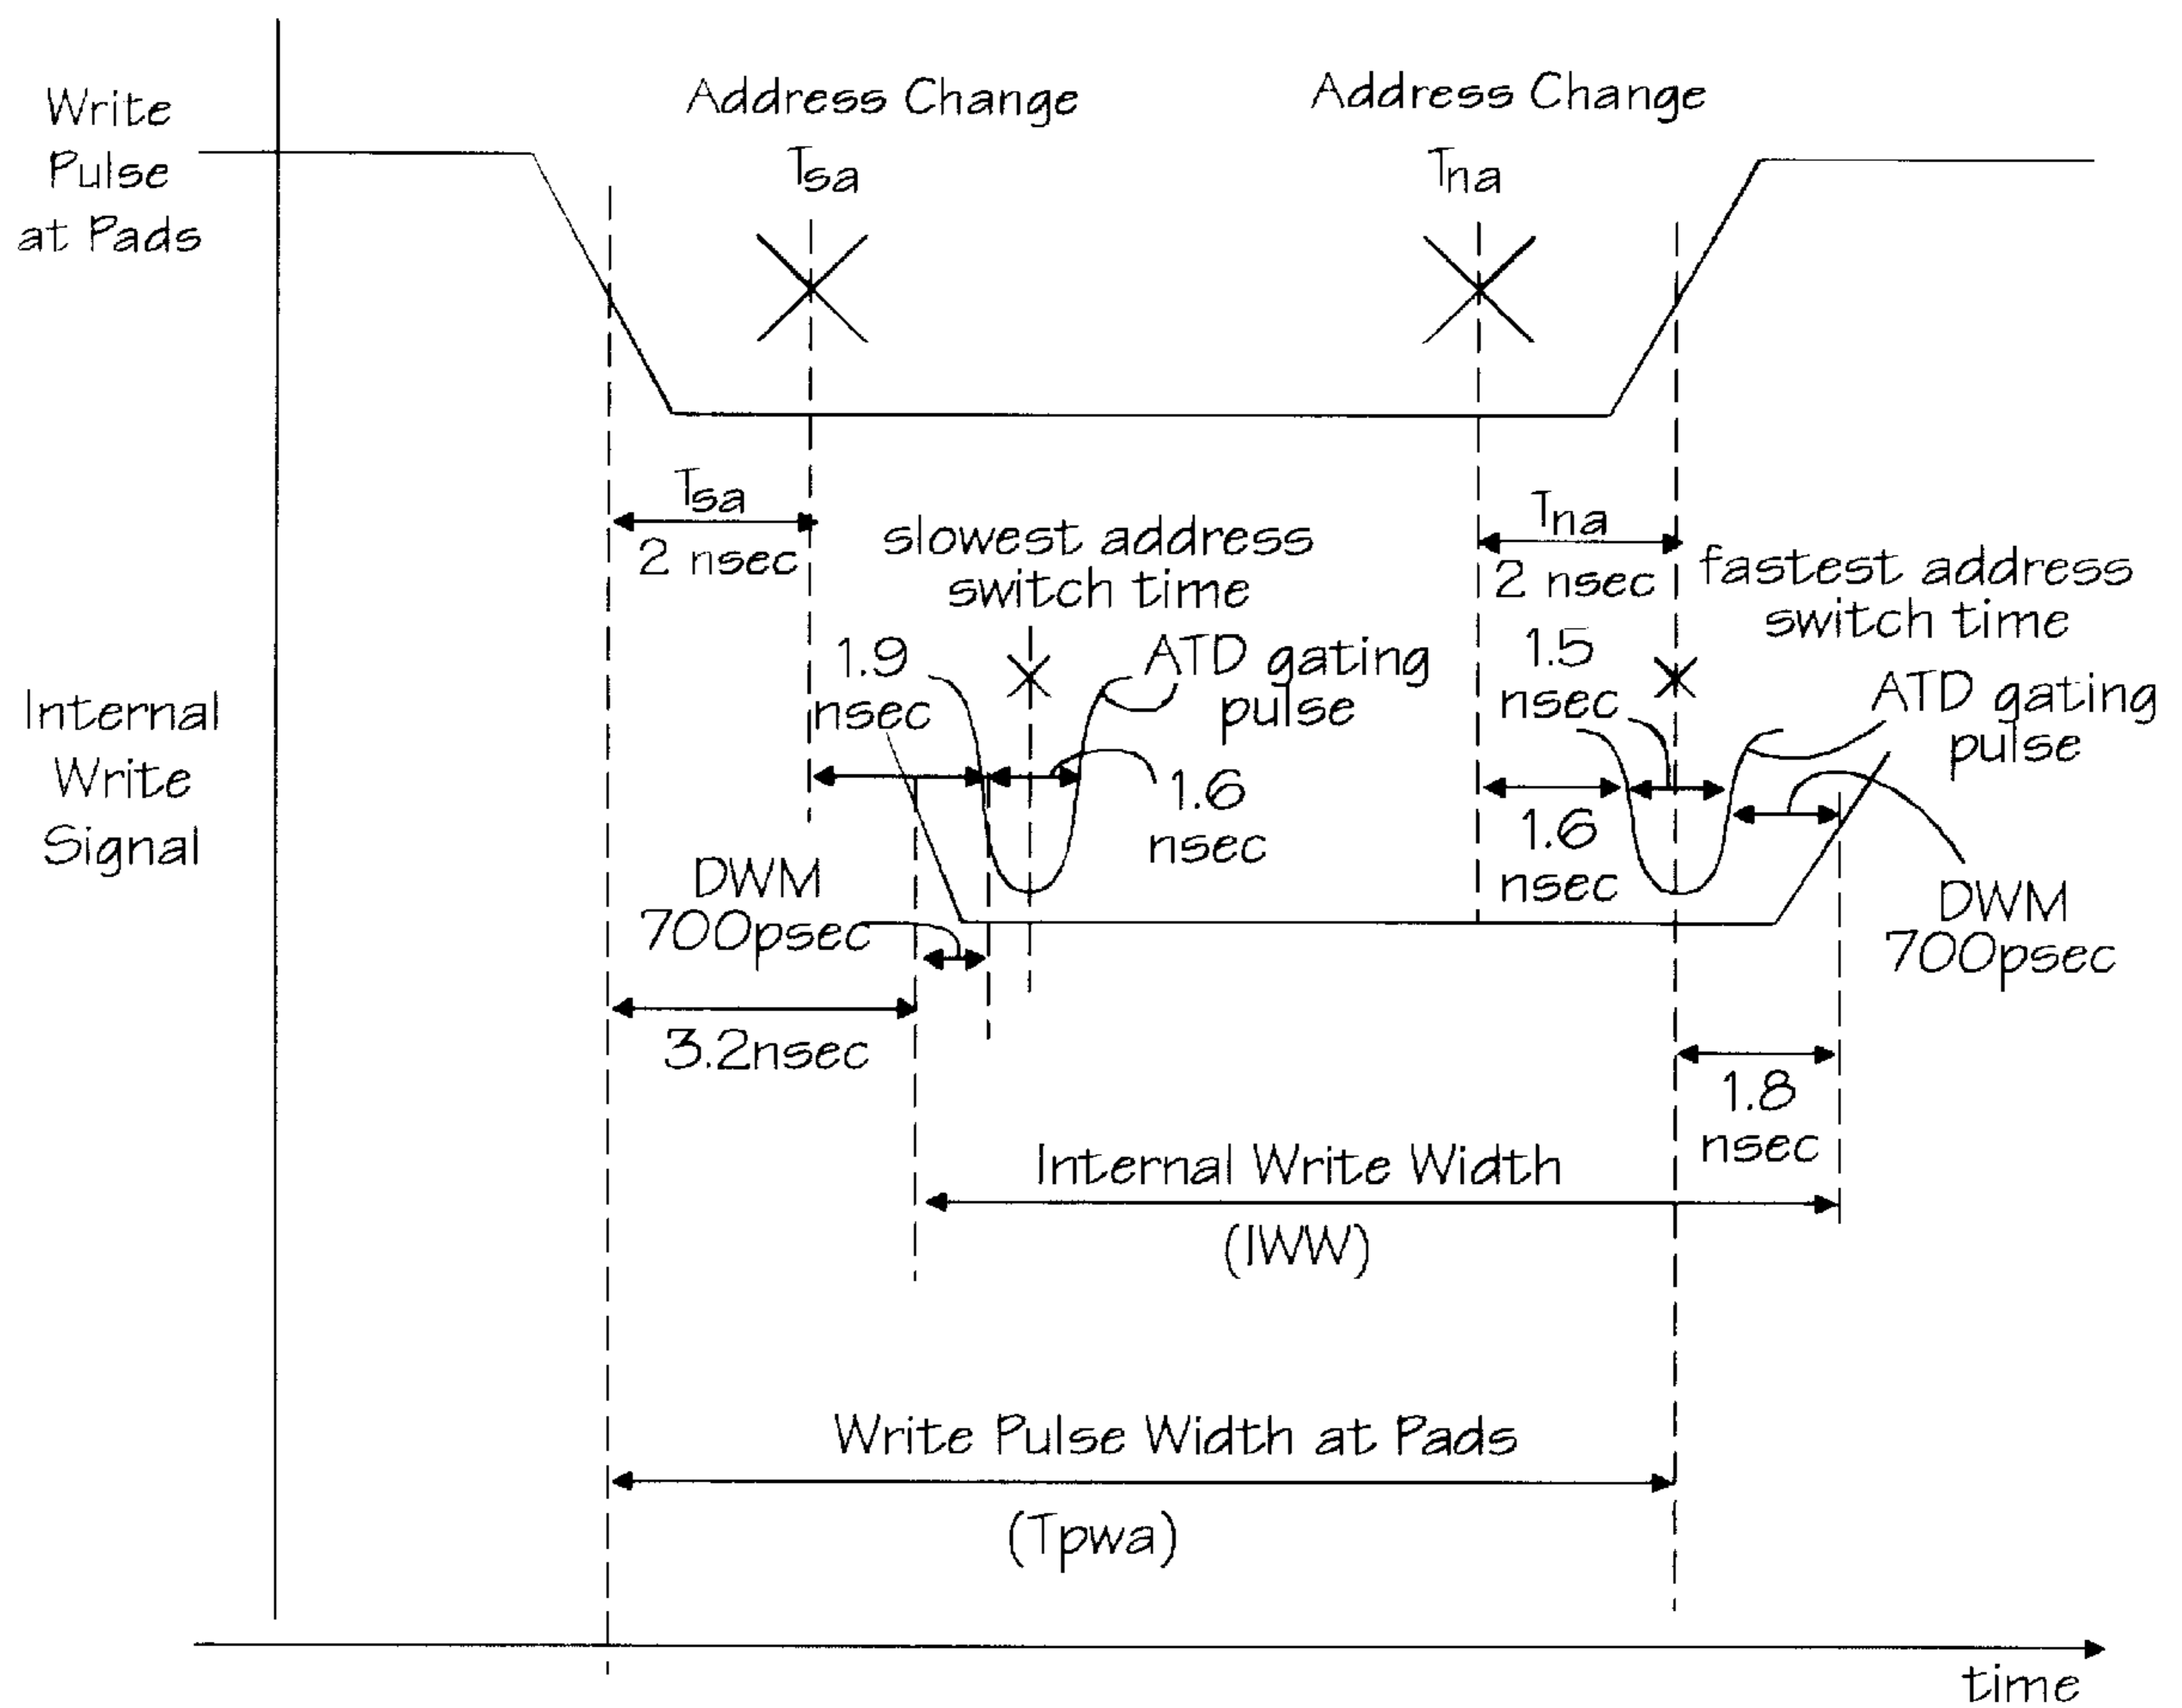 Write
Pulse
at Pads
Address Change
Tsa
Address Change
Tna
Tsa
2 nsec
Tna
2 nsec
slowest address
switch time
fastest address
switch time
1.9
nsec
ATD gating
pulse
1.5
nsec
ATD gating
pulse
Internal
Write
Signal
1.6
nsec
1.6
nsec
DWM
700psec
DWM
700psec
3.2nsec
1.8
nsec
Internal Write Width
(IWW)
Write Pulse Width at Pads
(Tpwa)
time